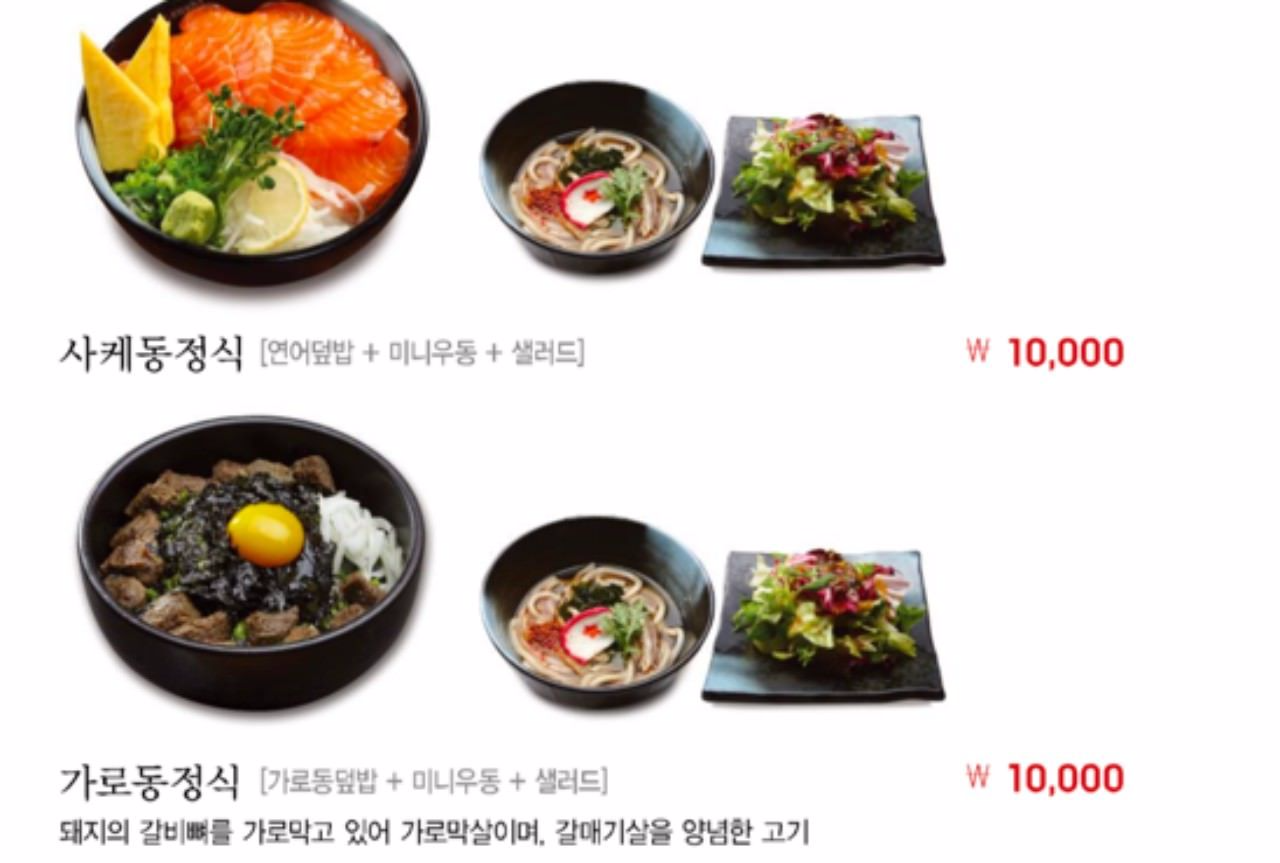 사케동정식 [연어덮밥 + 미니우동 + 샐러드] ₩ 10,000
가로동정식 [가로동덮밥 + 미니우동 + 샐러드] ₩ 10,000
돼지의 갈비뼈를 가로막고 있어 가로막살이며, 갈매기살을 양념한 고기